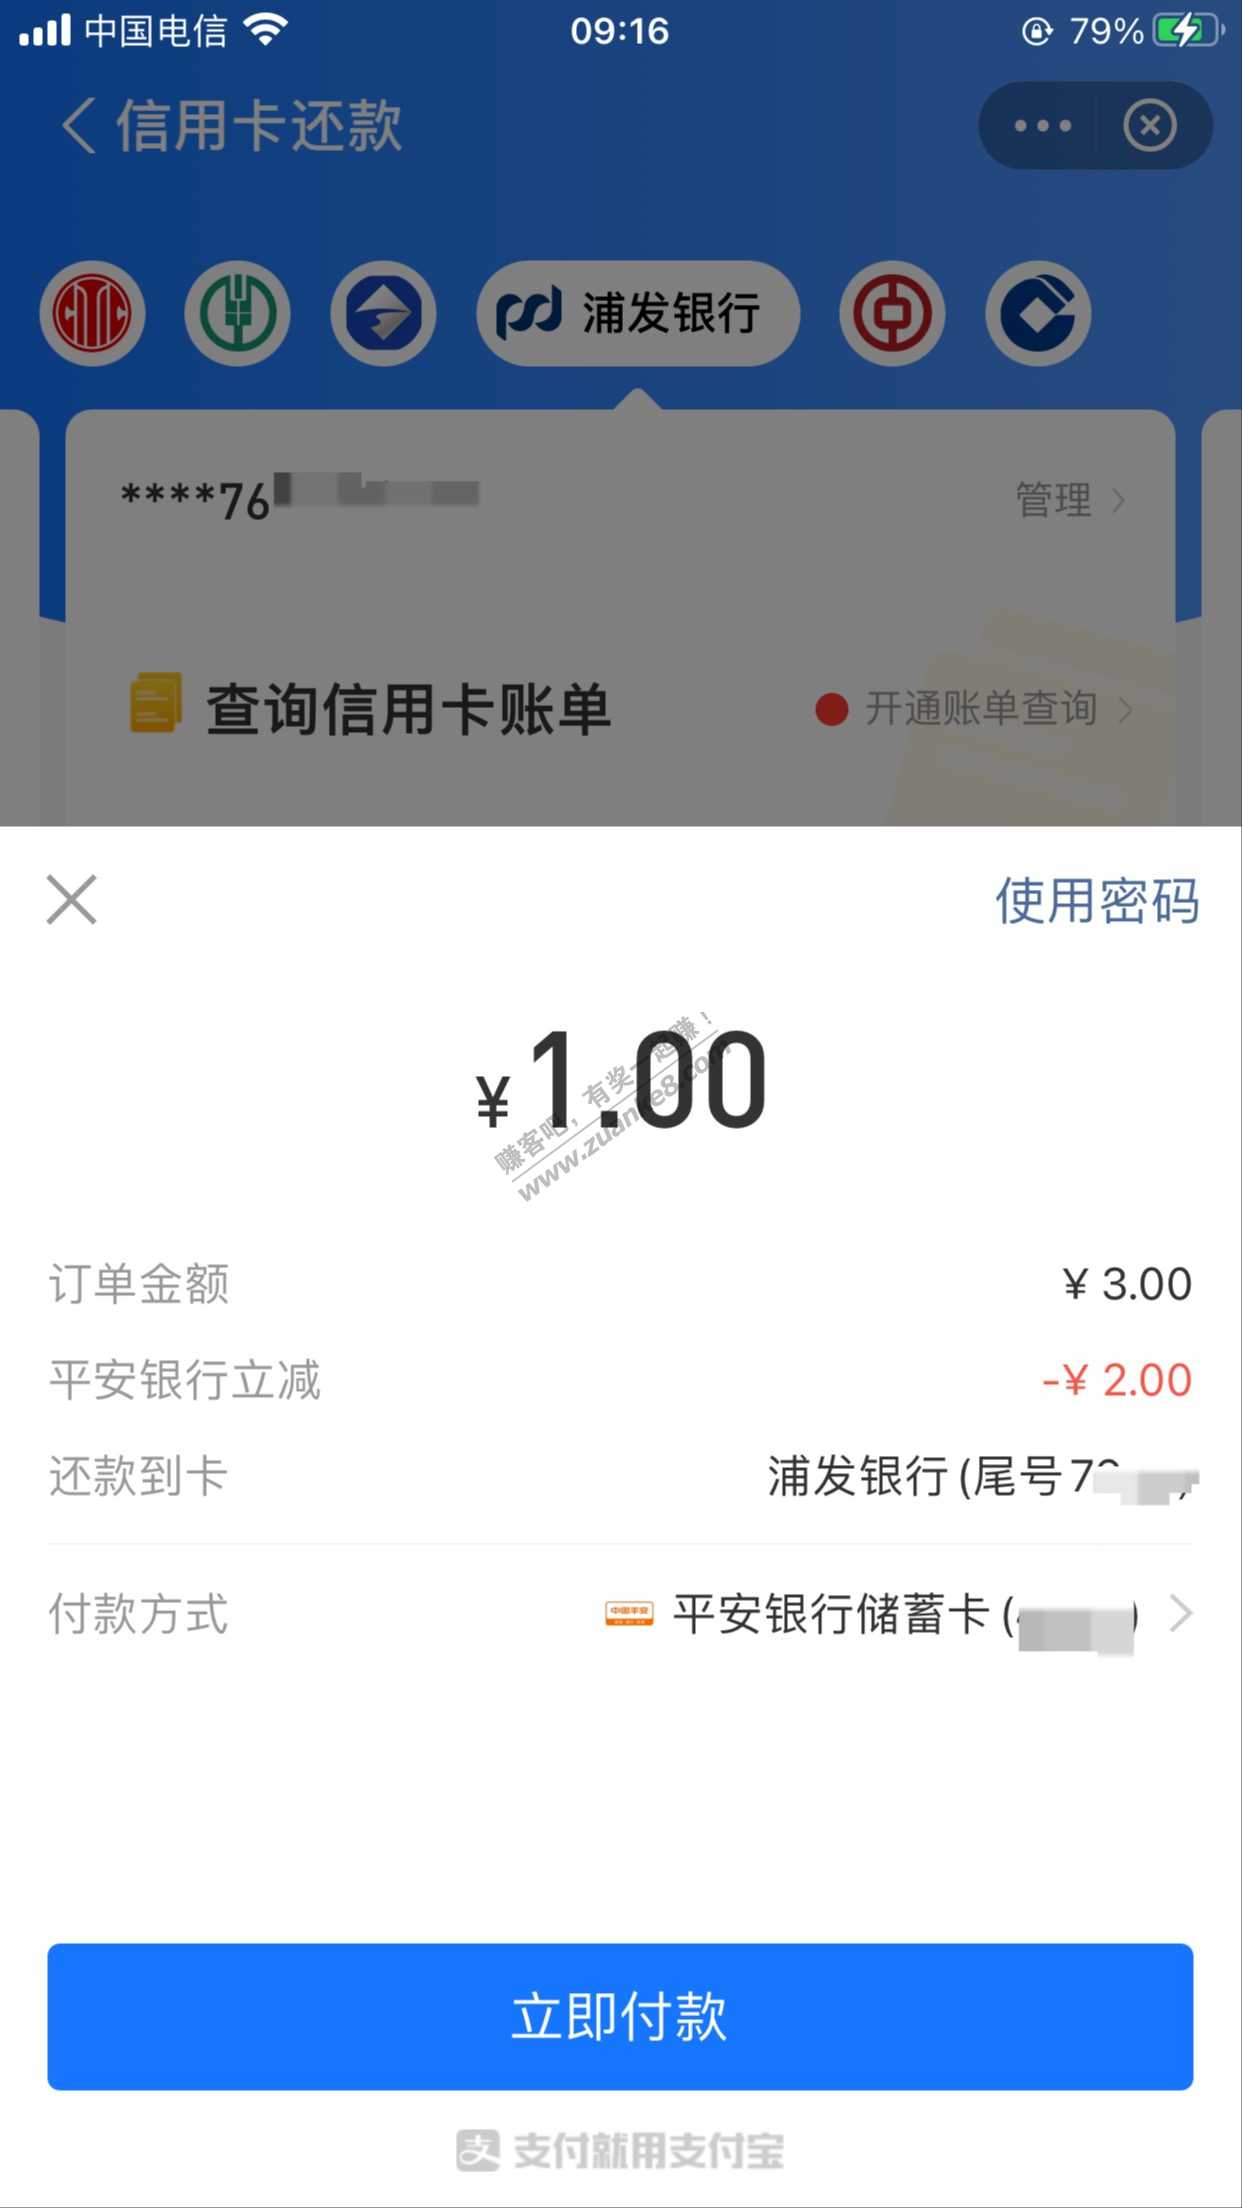 中国电信 09:16 79%
信用卡还款
浦发银行
****76
管理
查询信用卡账单 开通账单查询
使用密码
¥1.00
赚客吧，有奖一起赚！
www.zuanke8.com
订单金额 ¥ 3.00
平安银行立减 -¥ 2.00
还款到卡 浦发银行(尾号7
付款方式 中国平安 平安银行储蓄卡(
立即付款
支 支付就用支付宝